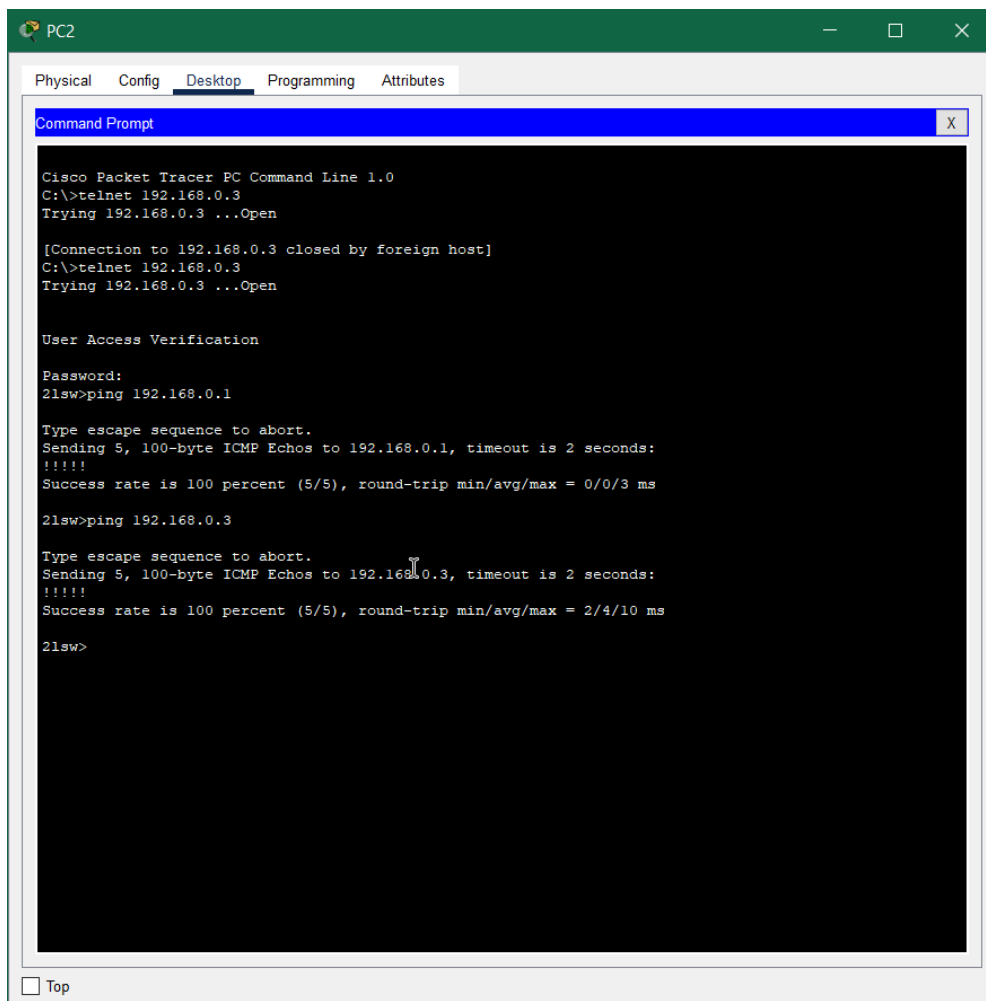 PC2
Physical Config Desktop Programming Attributes
Command Prompt X
Cisco Packet Tracer PC Command Line 1.0
C:\>telnet 192.168.0.3
Trying 192.168.0.3 ...Open
[Connection to 192.168.0.3 closed by foreign host]
C:\>telnet 192.168.0.3
Trying 192.168.0.3 ...Open
User Access Verification
Password:
2lsw>ping 192.168.0.1
Type escape sequence to abort.
Sending 5, 100-byte ICMP Echos to 192.168.0.1, timeout is 2 seconds:
!!!!!
Success rate is 100 percent (5/5), round-trip min/avg/max = 0/0/3 ms
2lsw>ping 192.168.0.3
Type escape sequence to abort.
Sending 5, 100-byte ICMP Echos to 192.168.0.3, timeout is 2 seconds:
!!!!!
Success rate is 100 percent (5/5), round-trip min/avg/max = 2/4/10 ms
2lsw>
Top